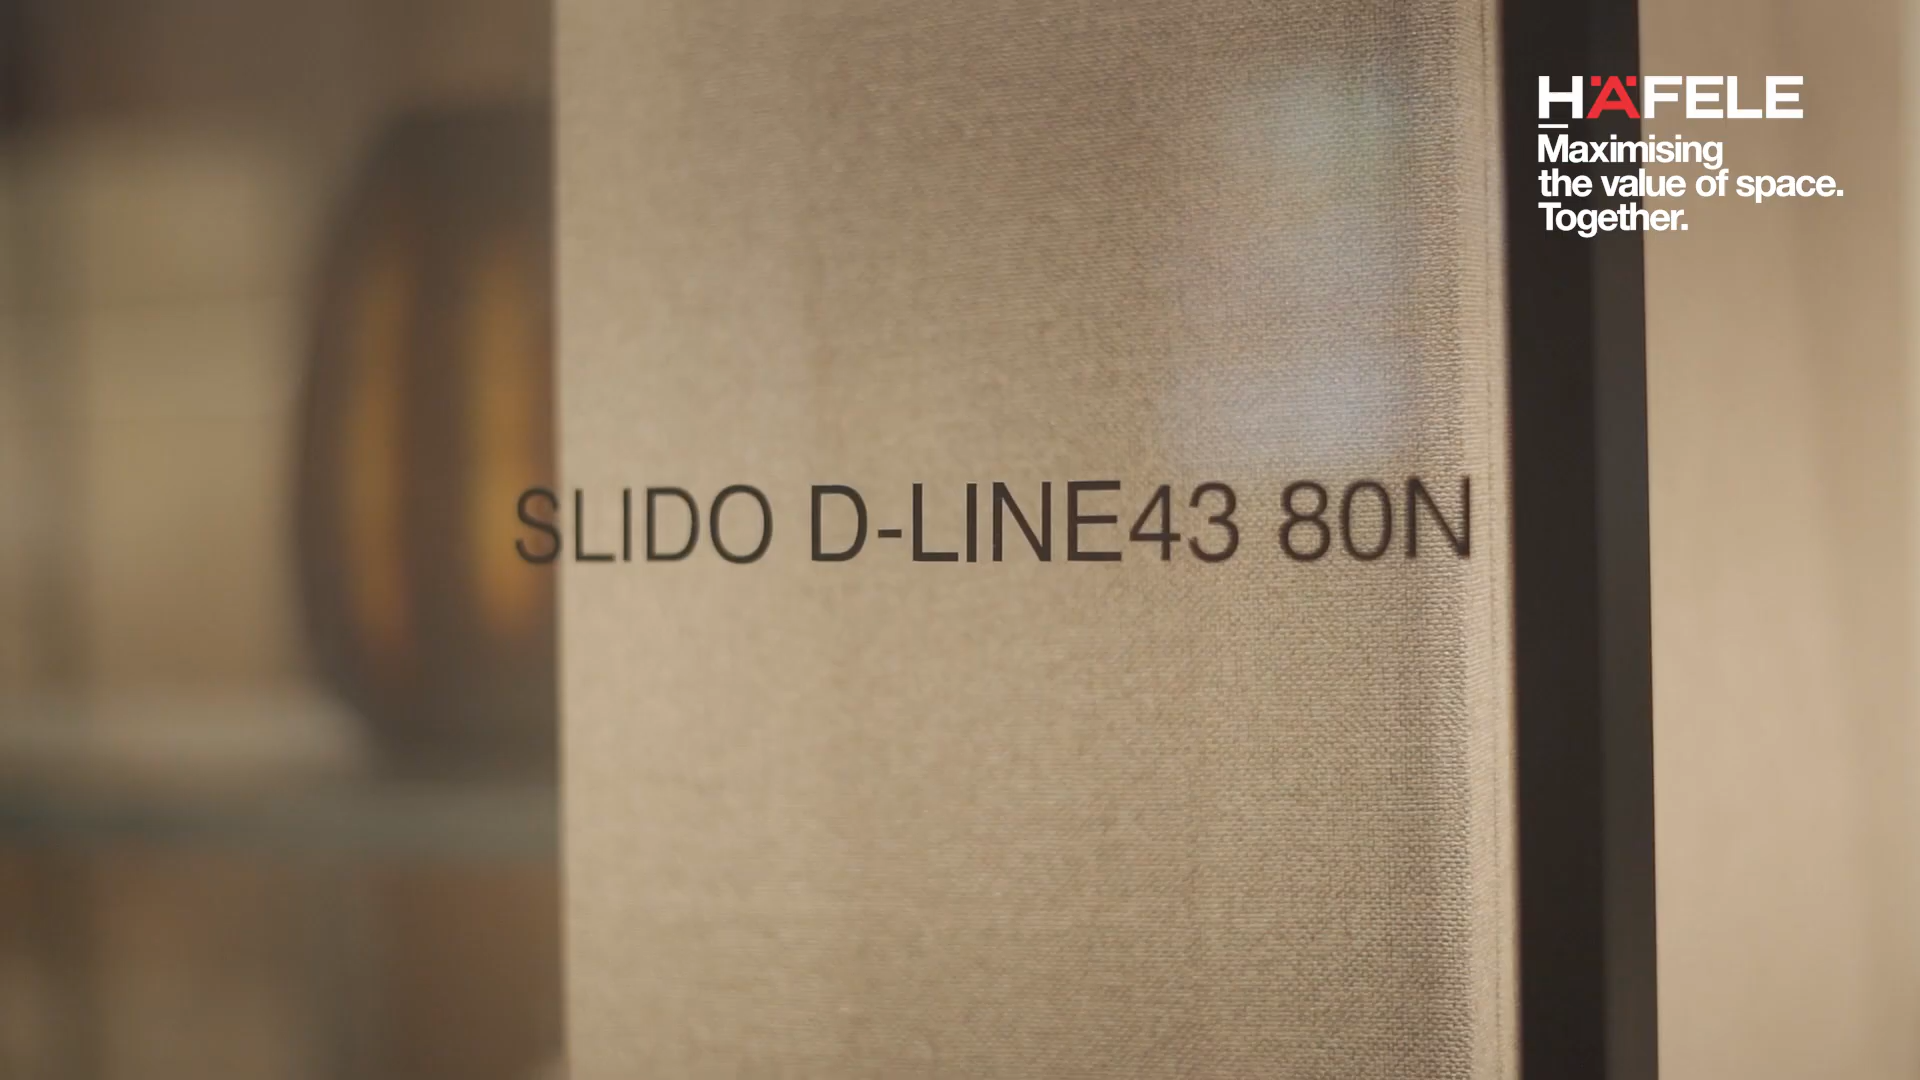 HÄFELE
Maximising
the value of space.
Together.
SLIDO D-LINE43 80N